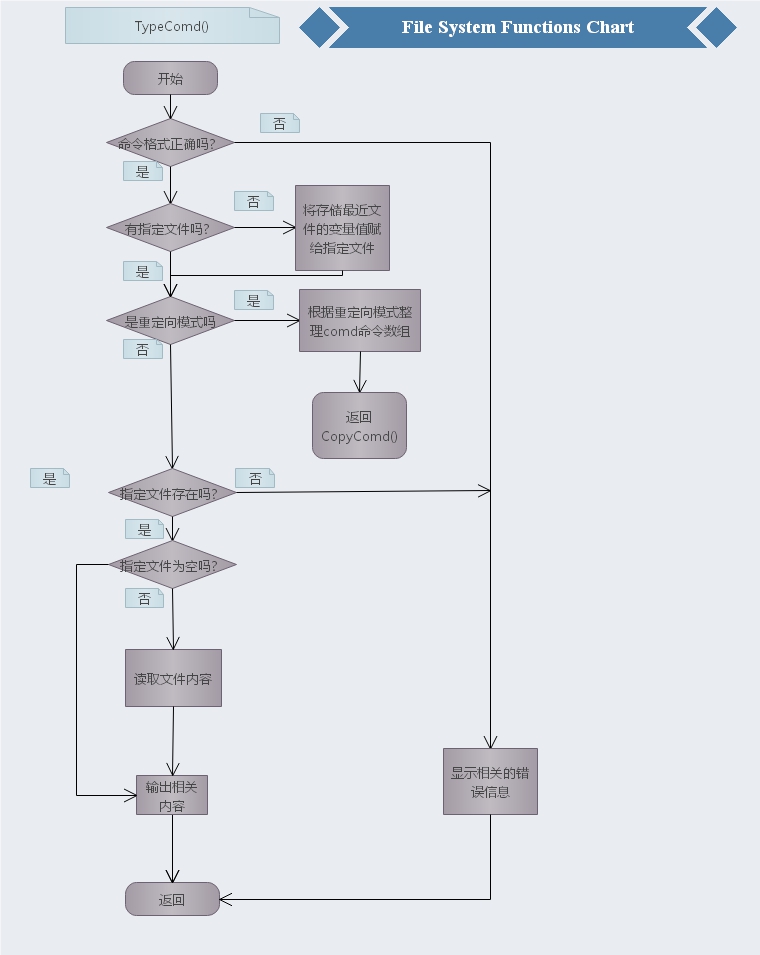 TypeComd()
File System Functions Chart
开始
否
命令格式正确吗?
是
否
将存储最近文
件的变量值赋
给指定文件
有指定文件吗?
是
是
根据重定向模式整
理comd命令数组
是重定向模式吗
否
返回
CopyComd()
是
否
指定文件存在吗?
是
指定文件为空吗?
否
读取文件内容
显示相关的错
误信息
输出相关
内容
返回